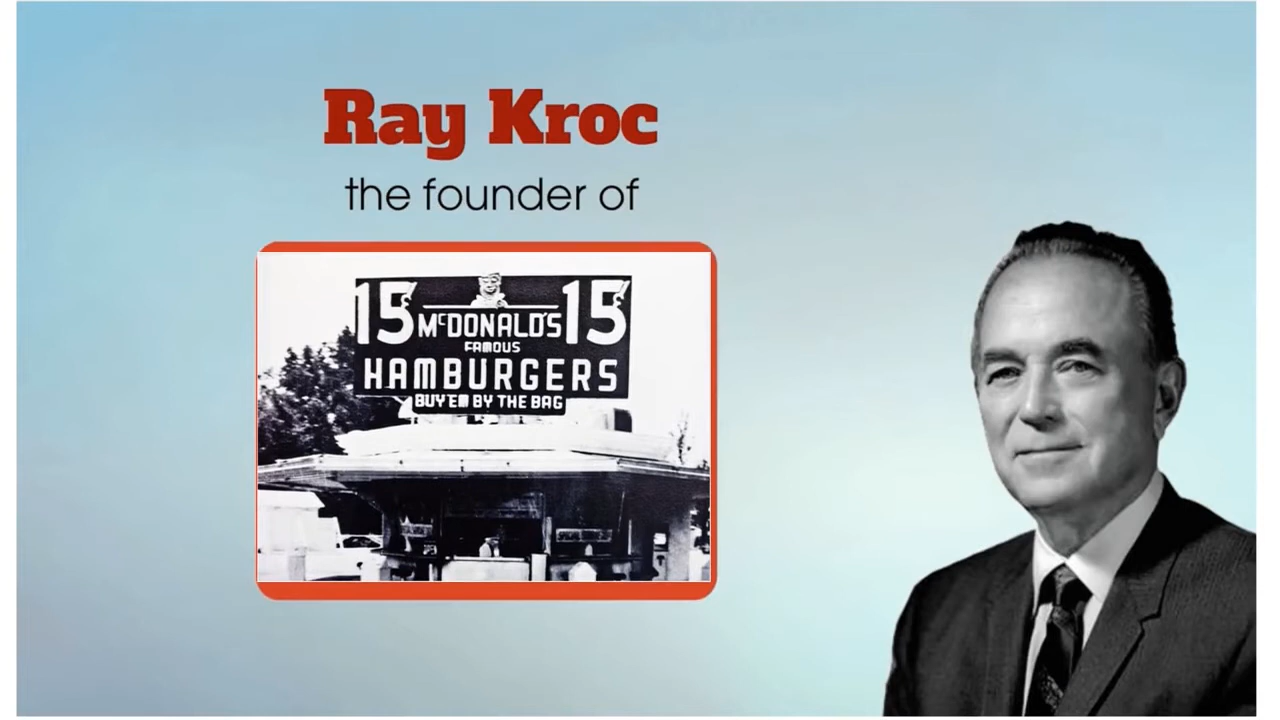 Ray Kroc
the founder of
15¢ McDONALD'S 15¢
FAMOUS
HAMBURGERS
BUY'EM BY THE BAG